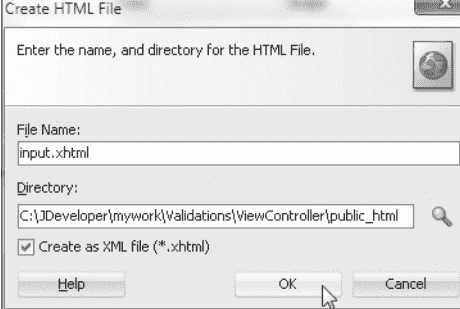 Create HTML File
Enter the name, and directory for the HTML File.
File Name:
input.xhtml
Directory:
C:\JDeveloper\mywork\Validations\ViewController\public_html
Create as XML file (*.xhtml)
Help
OK
Cancel